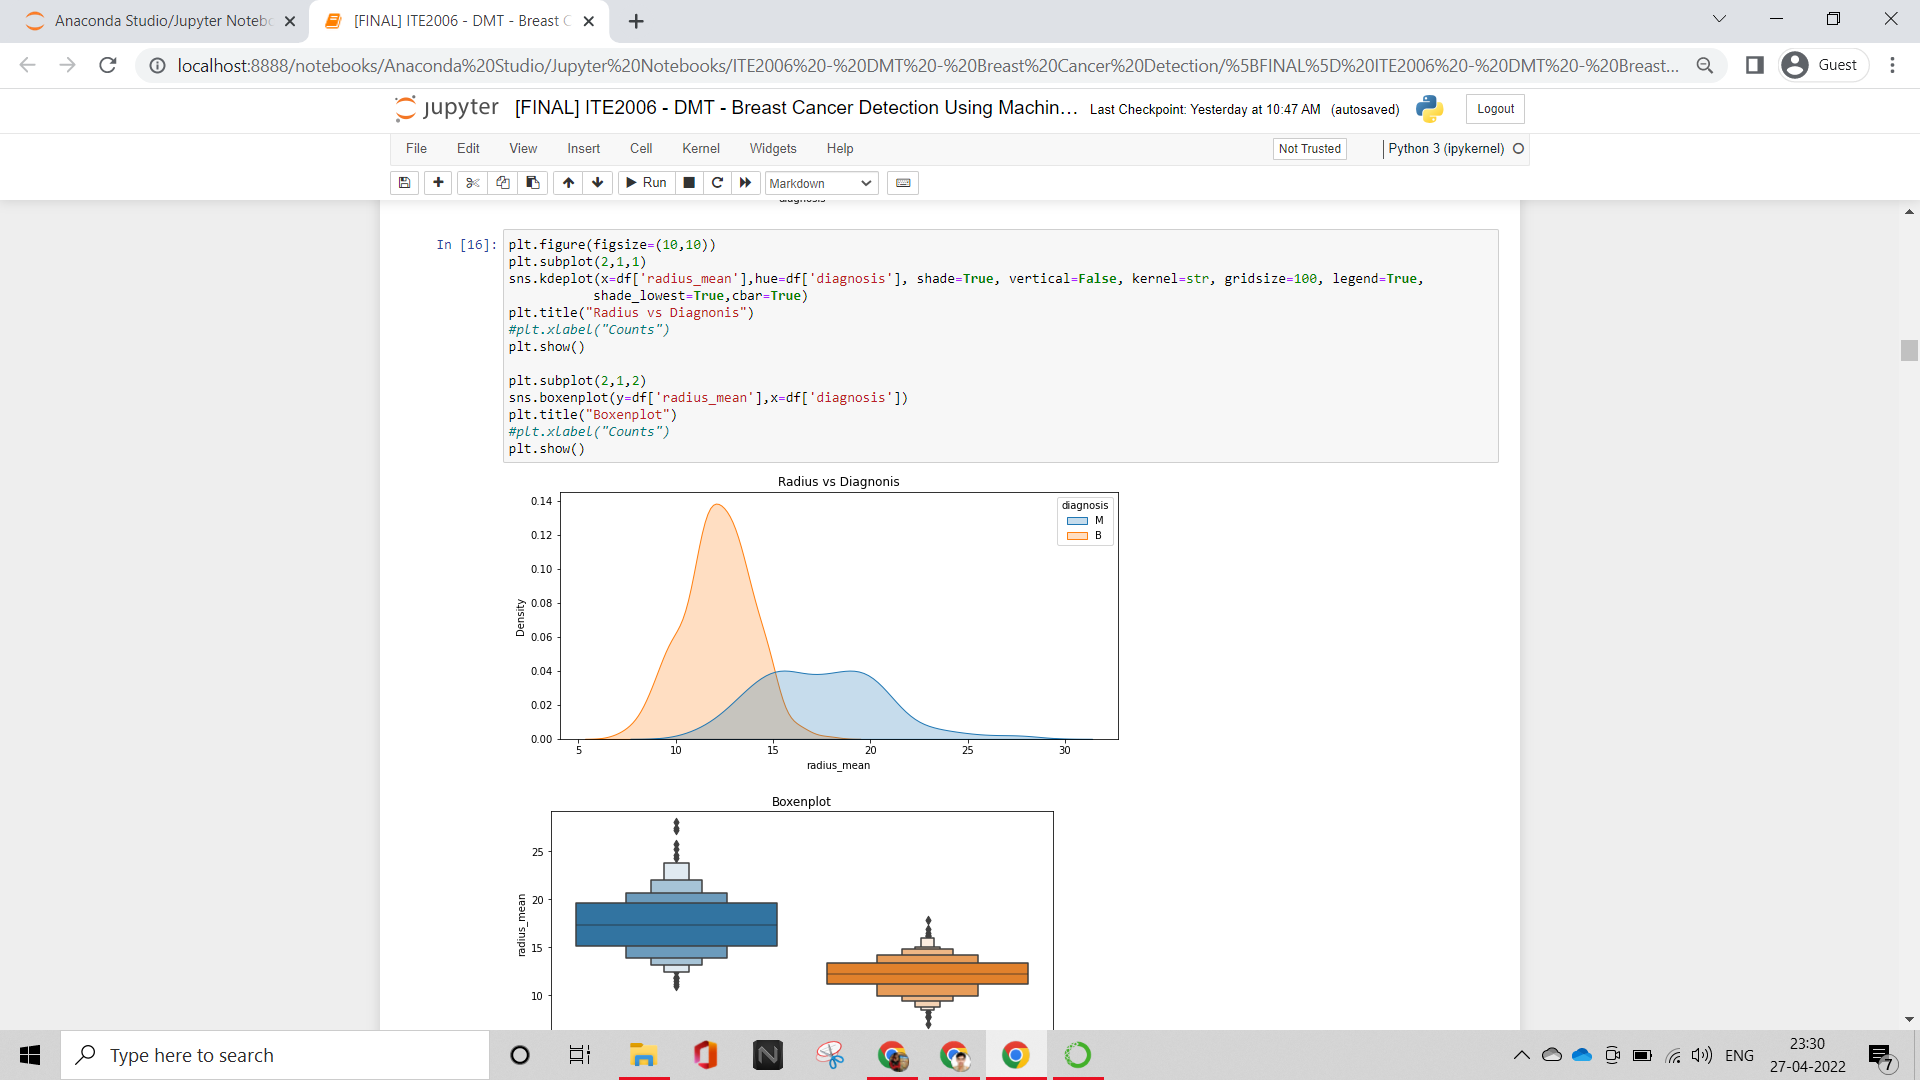 Anaconda Studio/Jupyter Noteb
[FINAL] ITE2006 - DMT - Breast C
localhost:8888/notebooks/Anaconda%20Studio/Jupyter%20Notebooks/ITE2006%20-%20DMT%20-%20Breast%20Cancer%20Detection/%5BFINAL%5D%20ITE2006%20-%20DMT%20-%20Breast...
Guest
jupyter [FINAL] ITE2006 - DMT - Breast Cancer Detection Using Machin... Last Checkpoint: Yesterday at 10:47 AM (autosaved) Logout
File Edit View Insert Cell Kernel Widgets Help Not Trusted Python 3 (ipykernel)
Run Markdown
diagnosis
In [16]: plt.figure(figsize=(10,10))
plt.subplot(2,1,1)
sns.kdeplot(x=df['radius_mean'],hue=df['diagnosis'], shade=True, vertical=False, kernel=str, gridsize=100, legend=True,
shade_lowest=True,cbar=True)
plt.title("Radius vs Diagnonis")
#plt.xlabel("Counts")
plt.show()
plt.subplot(2,1,2)
sns.boxenplot(y=df['radius_mean'],x=df['diagnosis'])
plt.title("Boxenplot")
#plt.xlabel("Counts")
plt.show()
Radius vs Diagnonis
0.14
0.12
0.10
0.08
0.06
0.04
0.02
0.00
Density
diagnosis
M
B
5 10 15 20 25 30
radius_mean
Boxenplot
25
20
15
10
radius_mean
Type here to search
ENG
23:30
27-04-2022
7